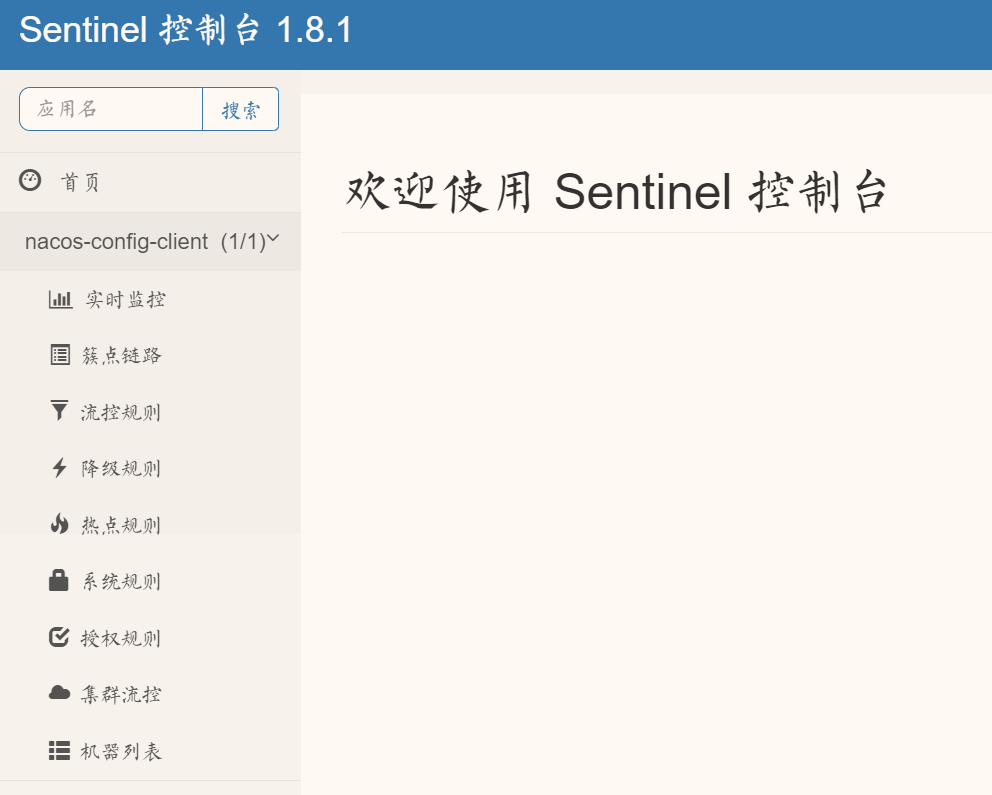 Sentinel 控制台 1.8.1
应用名 搜索
首页
欢迎使用 Sentinel 控制台
nacos-config-client (1/1)
实时监控
簇点链路
流控规则
降级规则
热点规则
系统规则
授权规则
集群流控
机器列表